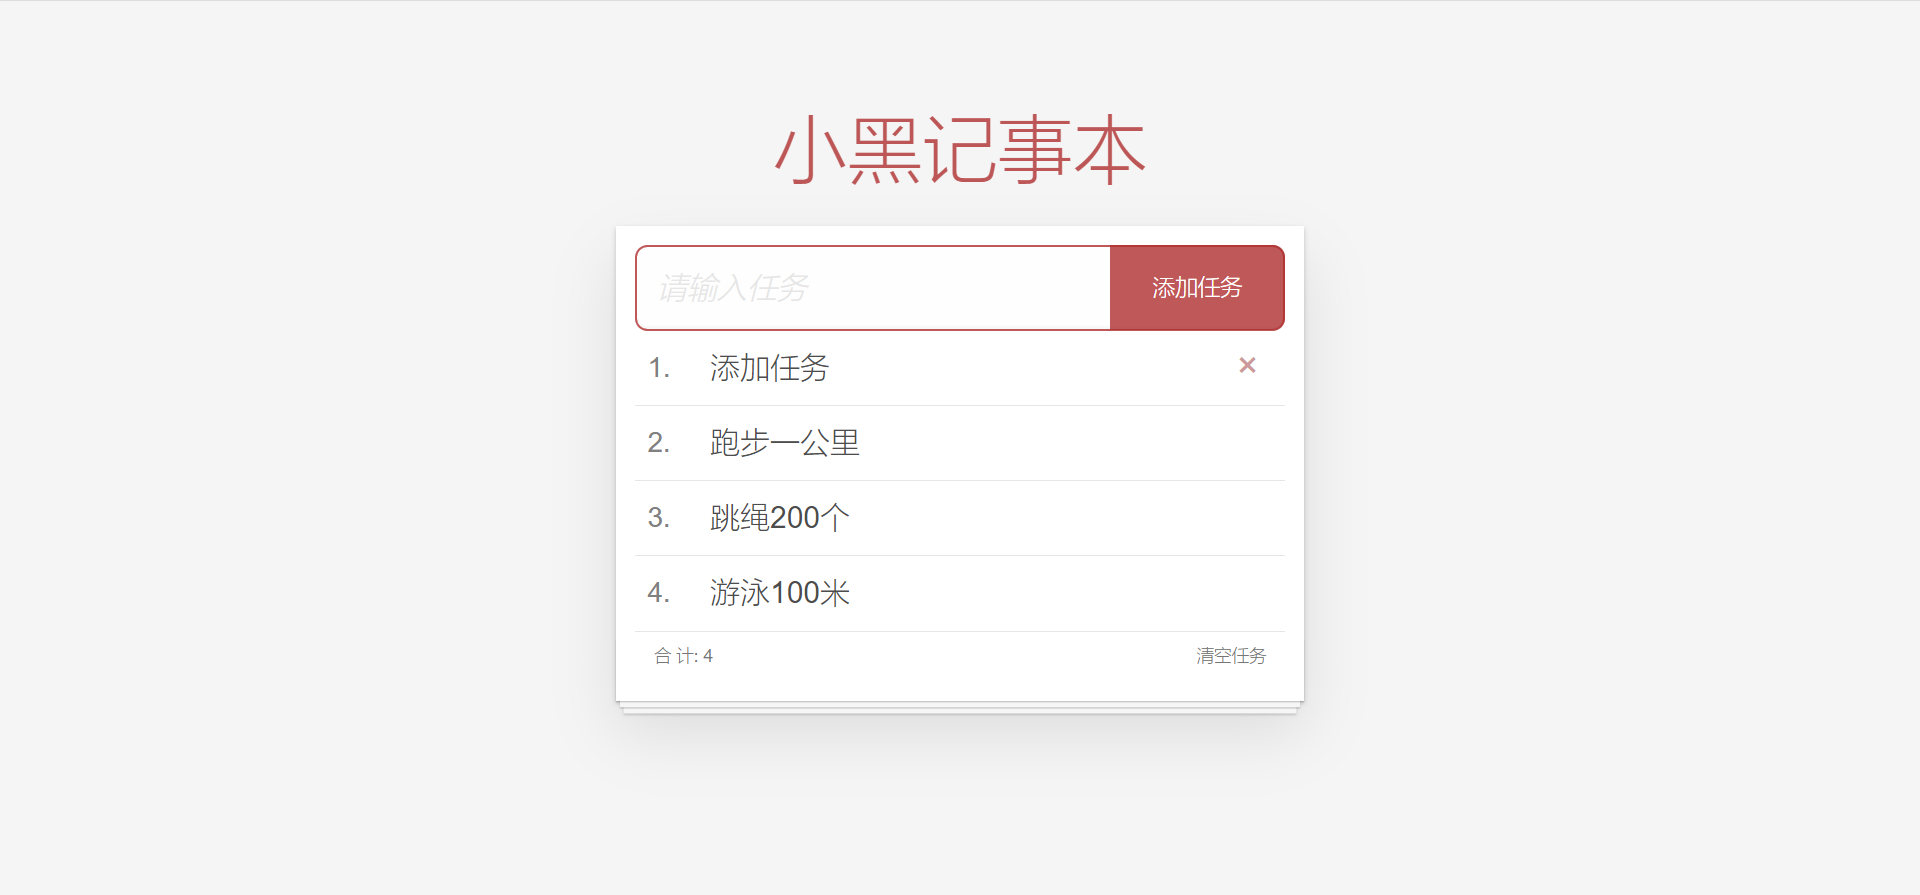 小黑记事本
请输入任务 添加任务
1. 添加任务 ×
2. 跑步一公里
3. 跳绳200个
4. 游泳100米
合 计: 4 清空任务